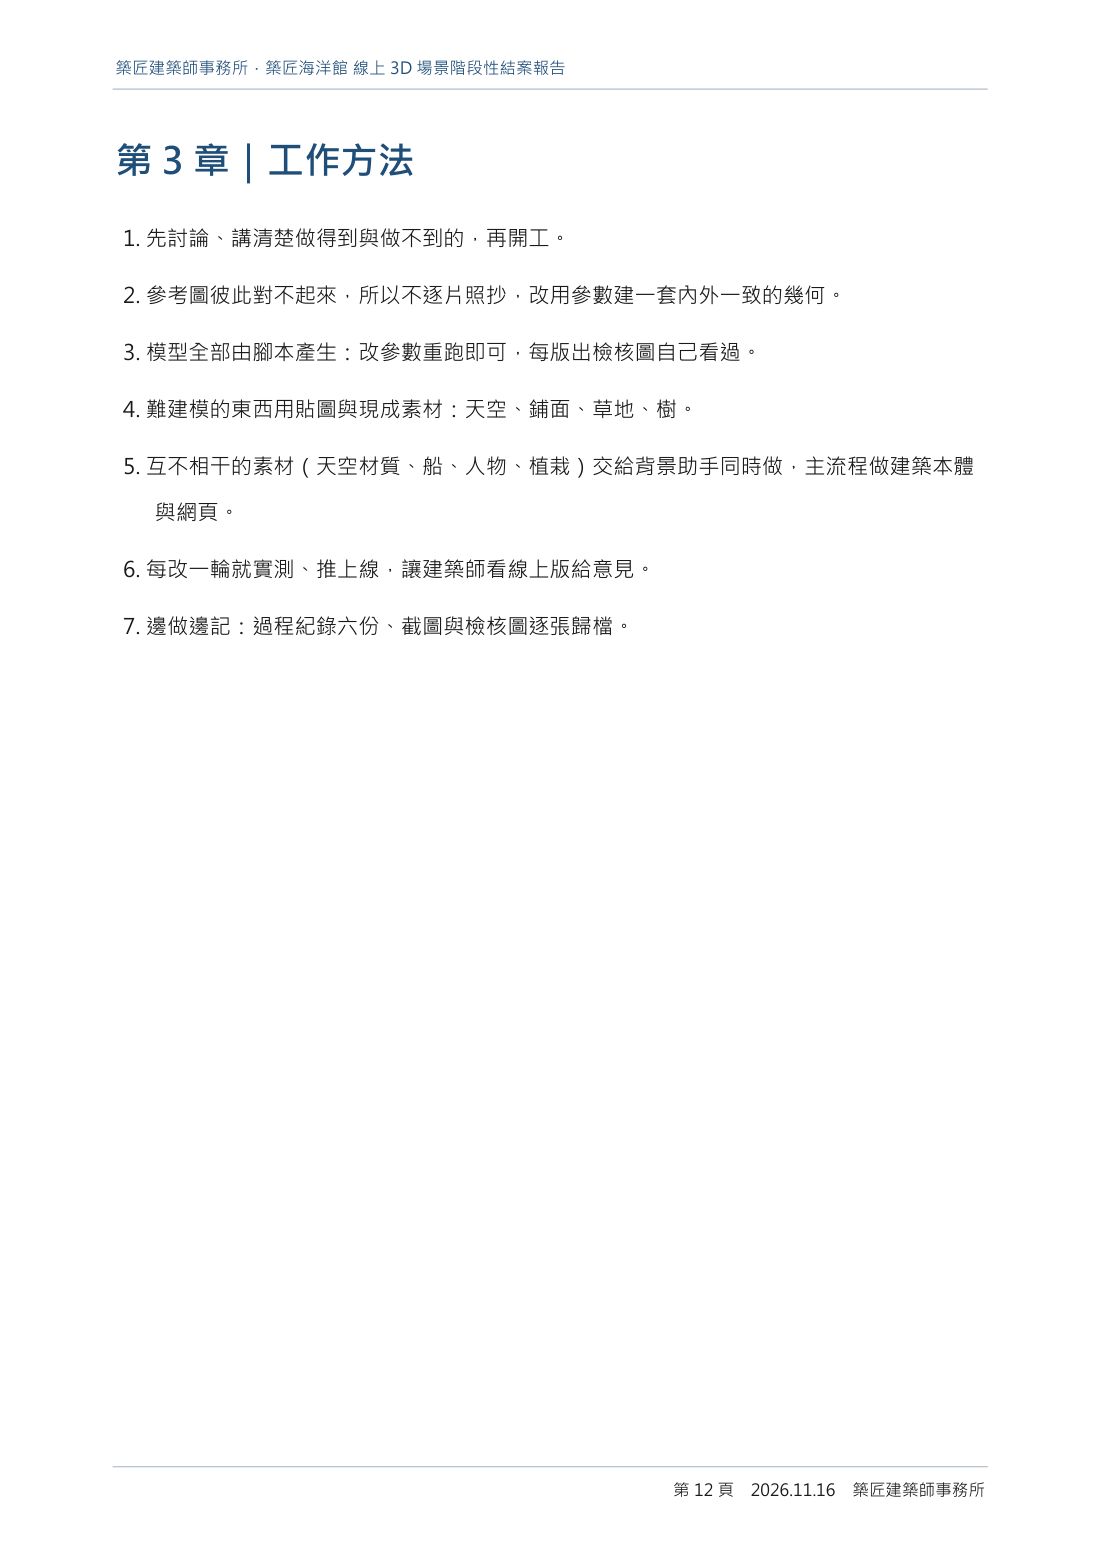 築匠建築師事務所．築匠海洋館 線上 3D 場景階段性結案報告
第 3 章｜工作方法
1. 先討論、講清楚做得到與做不到的，再開工。
2. 參考圖彼此對不起來，所以不逐片照抄，改用參數建一套內外一致的幾何。
3. 模型全部由腳本產生：改參數重跑即可，每版出檢核圖自己看過。
4. 難建模的東西用貼圖與現成素材：天空、鋪面、草地、樹。
5. 互不相干的素材（天空材質、船、人物、植栽）交給背景助手同時做，主流程做建築本體
與網頁。
6. 每改一輪就實測、推上線，讓建築師看線上版給意見。
7. 邊做邊記：過程紀錄六份、截圖與檢核圖逐張歸檔。
第 12 頁　2026.11.16　築匠建築師事務所